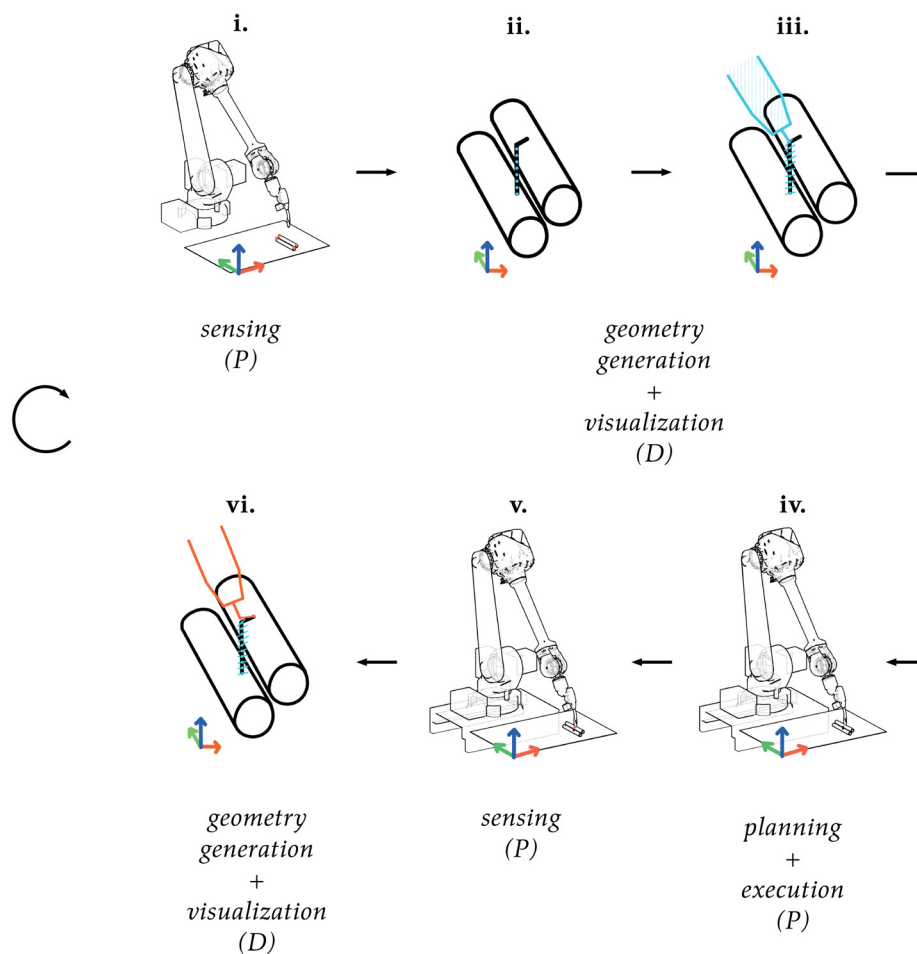 i.
ii.
iii.
sensing
(P)
geometry
generation
+
visualization
(D)
vi.
v.
iv.
geometry
generation
+
visualization
(D)
sensing
(P)
planning
+
execution
(P)